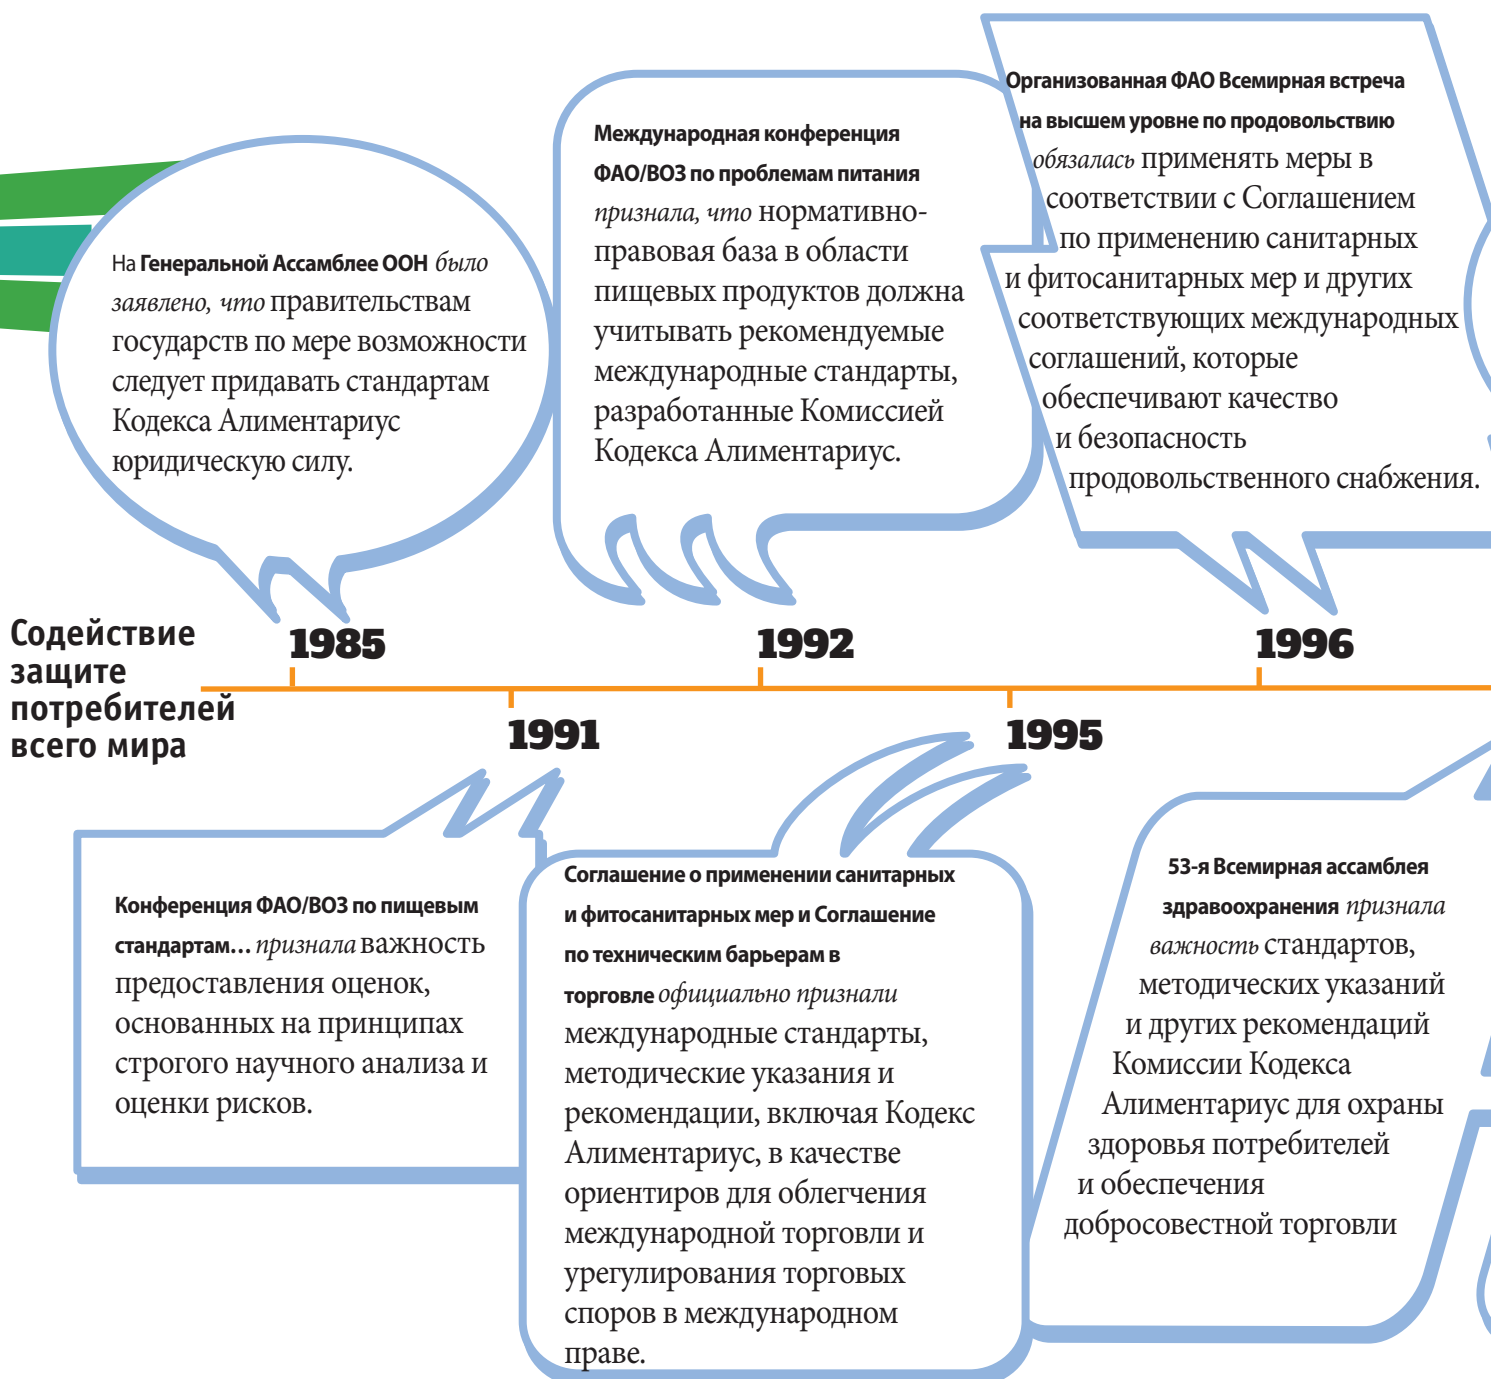 На Генеральной Ассамблее ООН было
заявлено, что правительствам
государств по мере возможности
следует придавать стандартам
Кодекса Алиментариус
юридическую силу.
Международная конференция
ФАО/ВОЗ по проблемам питания
признала, что нормативно-
правовая база в области
пищевых продуктов должна
учитывать рекомендуемые
международные стандарты,
разработанные Комиссией
Кодекса Алиментариус.
Организованная ФАО Всемирная встреча
на высшем уровне по продовольствию
обязалась применять меры в
соответствии с Соглашением
по применению санитарных
и фитосанитарных мер и других
соответствующих международных
соглашений, которые
обеспечивают качество
и безопасность
продовольственного снабжения.
Содействие
защите
потребителей
всего мира
1985
1992
1996
1991
1995
Конференция ФАО/ВОЗ по пищевым
стандартам... признала важность
предоставления оценок,
основанных на принципах
строгого научного анализа и
оценки рисков.
Соглашение о применении санитарных
и фитосанитарных мер и Соглашение
по техническим барьерам в
торговле официально признали
международные стандарты,
методические указания и
рекомендации, включая Кодекс
Алиментариус, в качестве
ориентиров для облегчения
международной торговли и
урегулирования торговых
споров в международном
праве.
53-я Всемирная ассамблея
здравоохранения признала
важность стандартов,
методических указаний
и других рекомендаций
Комиссии Кодекса
Алиментариус для охраны
здоровья потребителей
и обеспечения
добросовестной торговли